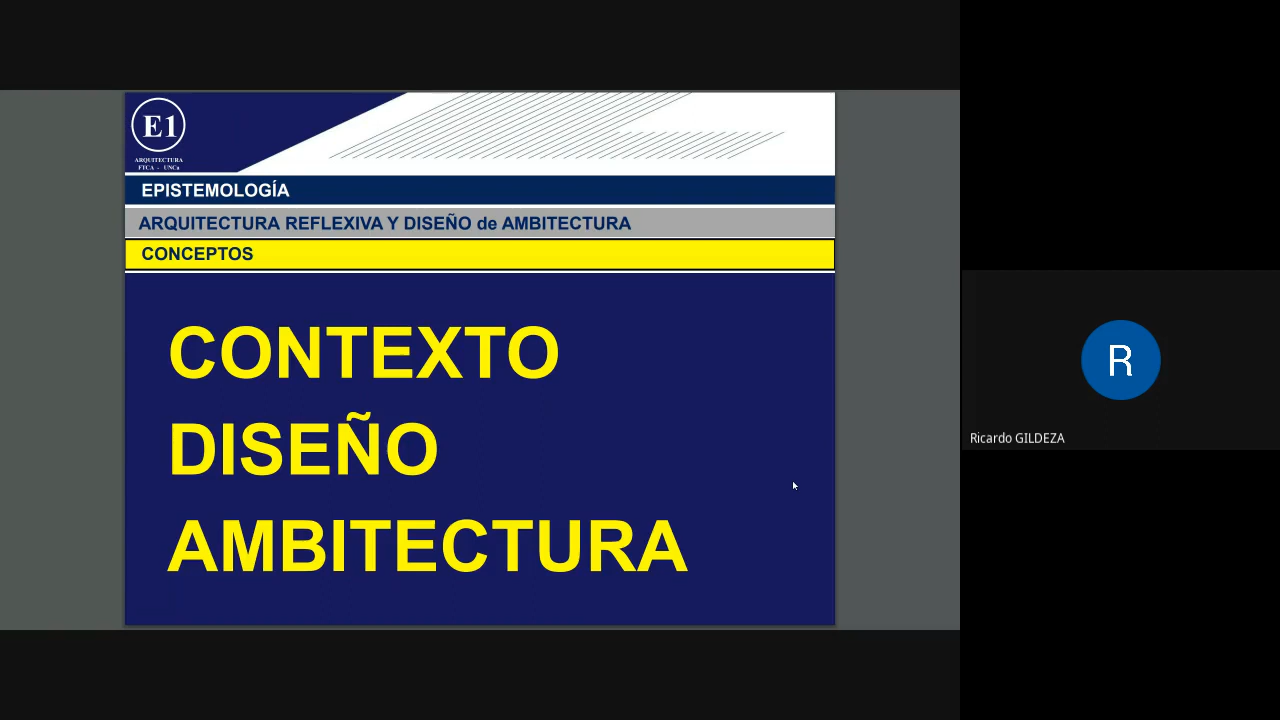 E1
ARQUITECTURA
FTCA - UNCa
EPISTEMOLOGÍA
ARQUITECTURA REFLEXIVA Y DISEÑO de AMBITECTURA
CONCEPTOS
CONTEXTO
DISEÑO
AMBITECTURA
R
Ricardo GILDEZA